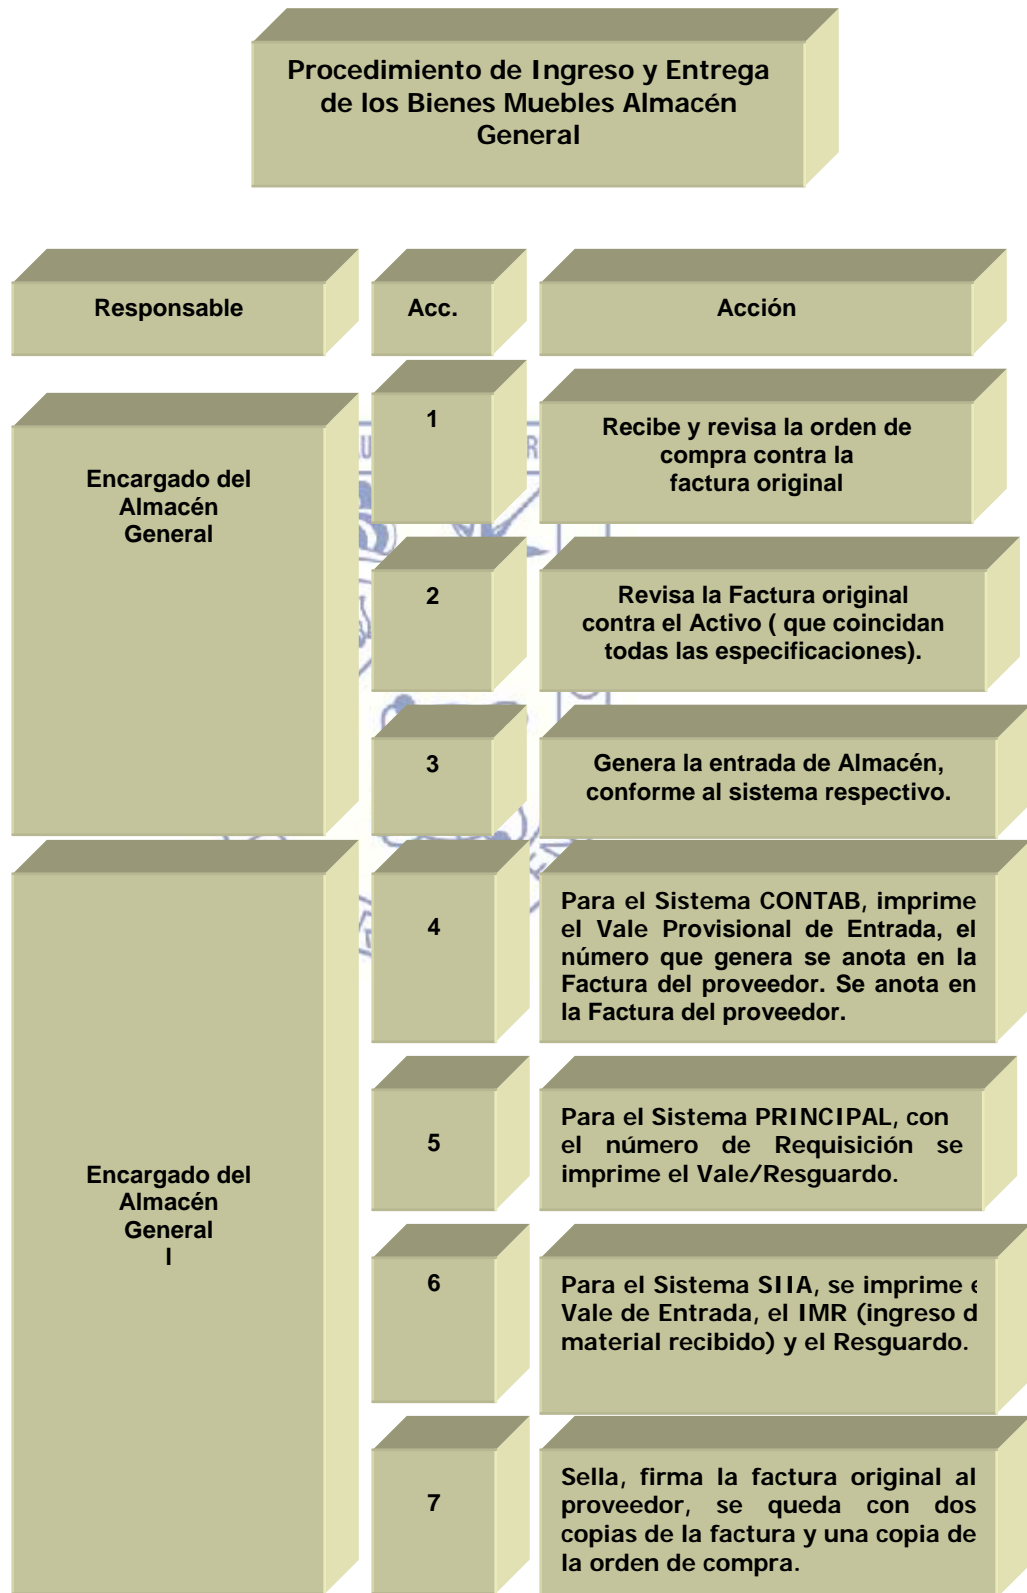 Procedimiento de Ingreso y Entrega
de los Bienes Muebles Almacén
General
Responsable
Acc.
Acción
Encargado del
Almacén
General
1
Recibe y revisa la orden de
compra contra la
factura original
2
Revisa la Factura original
contra el Activo ( que coincidan
todas las especificaciones).
3
Genera la entrada de Almacén,
conforme al sistema respectivo.
Encargado del
Almacén
General
I
4
Para el Sistema CONTAB, imprime
el Vale Provisional de Entrada, el
número que genera se anota en la
Factura del proveedor. Se anota en
la Factura del proveedor.
5
Para el Sistema PRINCIPAL, con
el número de Requisición se
imprime el Vale/Resguardo.
6
Para el Sistema SIIA, se imprime
Vale de Entrada, el IMR (ingreso
material recibido) y el Resguardo.
7
Sella, firma la factura original al
proveedor, se queda con dos
copias de la factura y una copia de
la orden de compra.